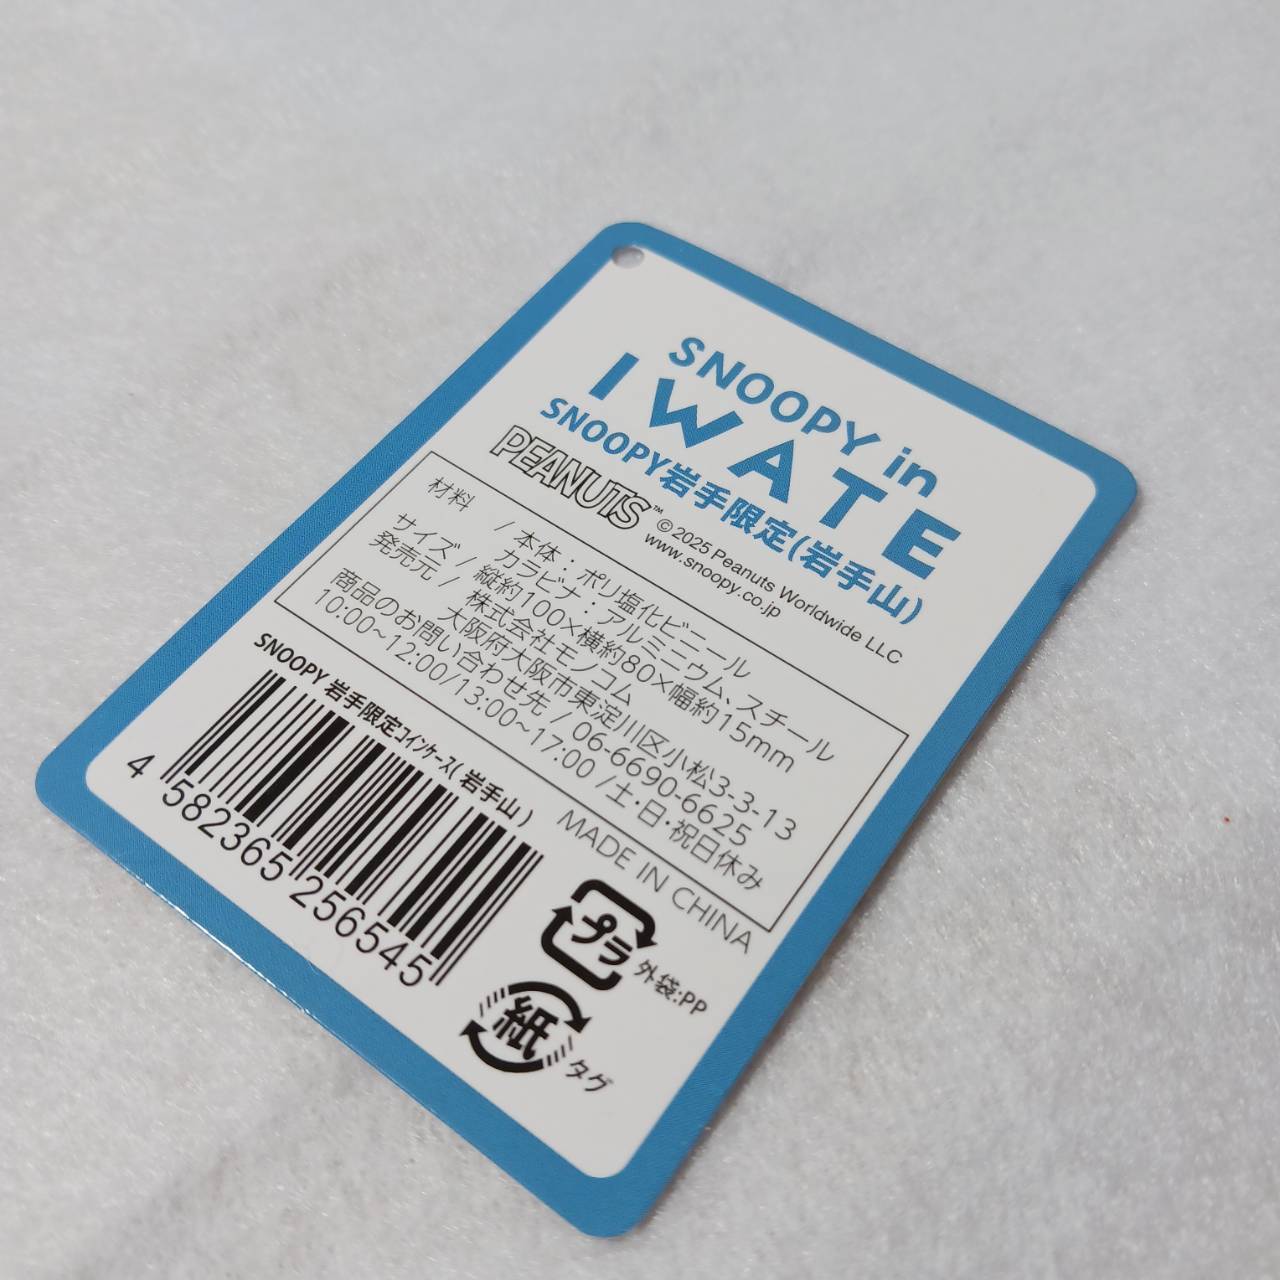 SNOOPY in
IWATE
SNOOPY岩手限定(岩手山)
PEANUTS™
©2025 Peanuts Worldwide LLC
www.snoopy.co.jp
材料 / 本体:ポリ塩化ビニール
カラビナ:アルミニウム、スチール
サイズ / 縦約100×横約80×幅約15mm
発売元 / 株式会社モノコム
大阪府大阪市東淀川区小松3-3-13
商品のお問い合わせ先 / 06-6690-6625
10:00~12:00/13:00~17:00 /土・日・祝日休み
MADE IN CHINA
SNOOPY 岩手限定コインケース( 岩手山 )
4 582365 256545
プラ
外袋:PP
紙
タグ